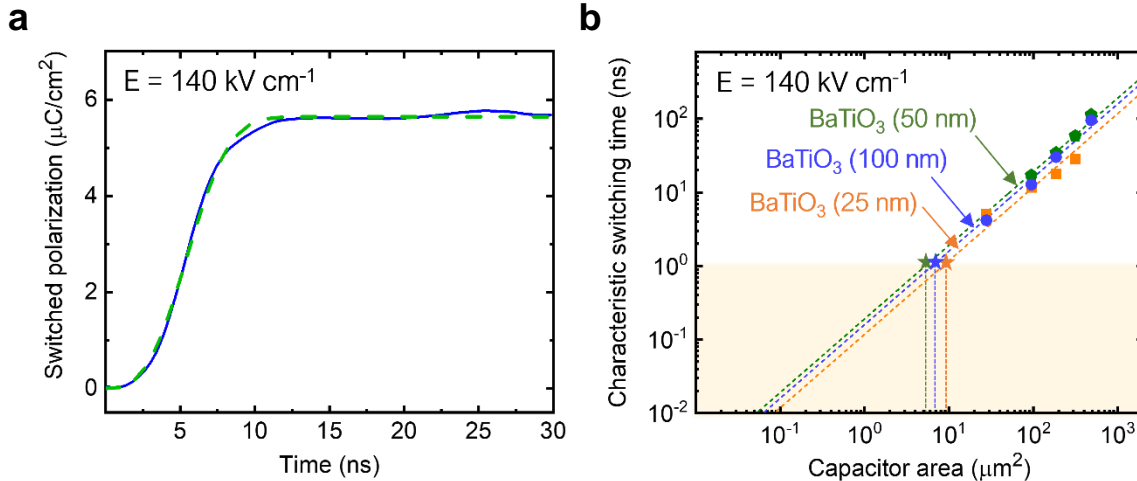 a
E = 140 kV cm⁻¹
Switched polarization (μC/cm²)
6
4
2
0
5
10
15
20
25
30
Time (ns)
b
E = 140 kV cm⁻¹
BaTiO₃ (50 nm)
BaTiO₃ (100 nm)
BaTiO₃ (25 nm)
Characteristic switching time (ns)
10²
10¹
10⁰
10⁻¹
10⁻²
10⁻¹
10⁰
10¹
10²
10³
Capacitor area (μm²)